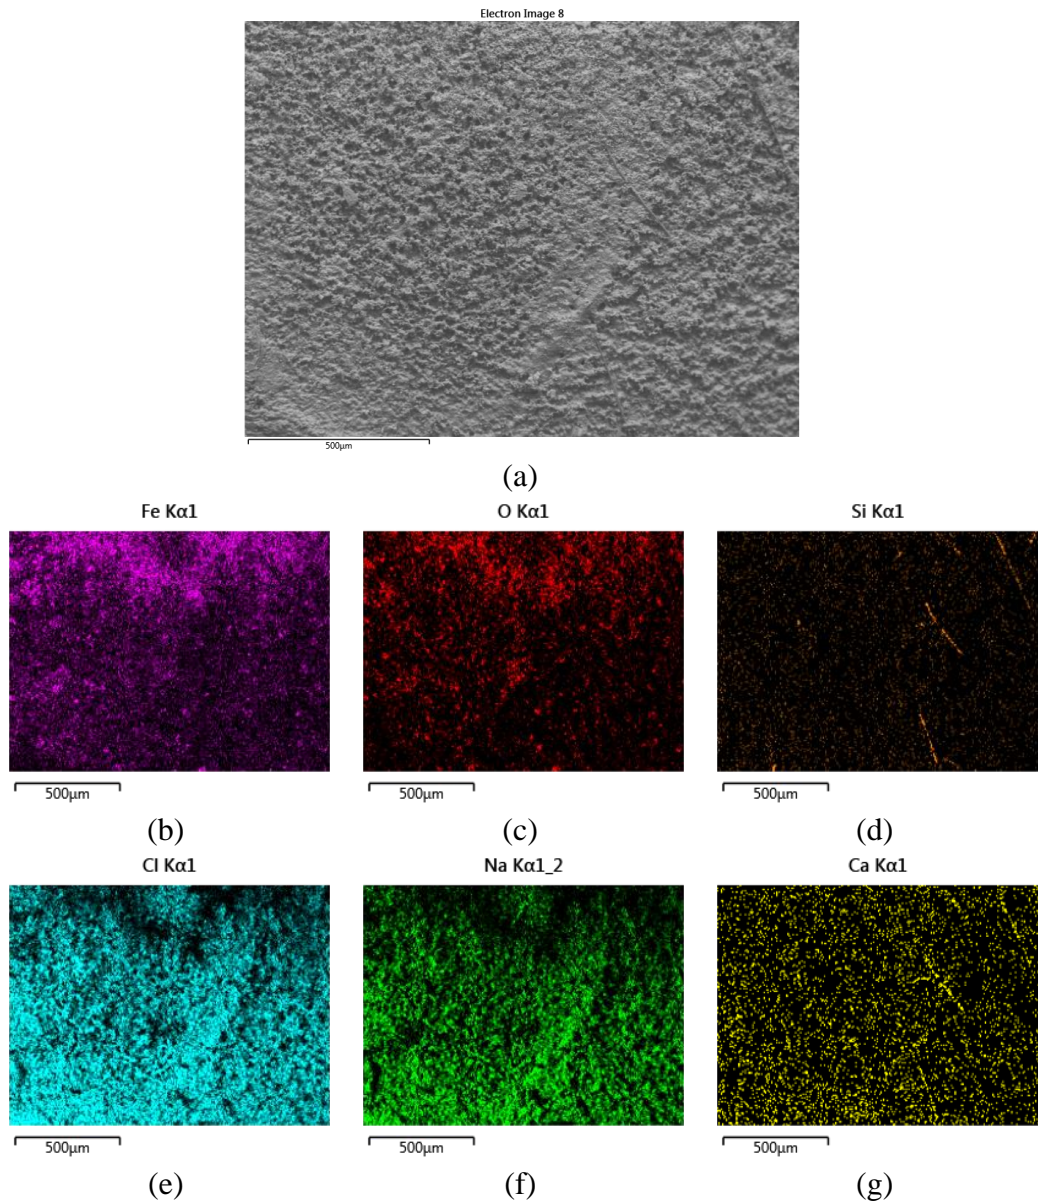 Electron Image 8
500µm
(a)
Fe Kα1
O Kα1
Si Kα1
500µm
500µm
500µm
(b)
(c)
(d)
Cl Kα1
Na Kα1_2
Ca Kα1
500µm
500µm
500µm
(e)
(f)
(g)